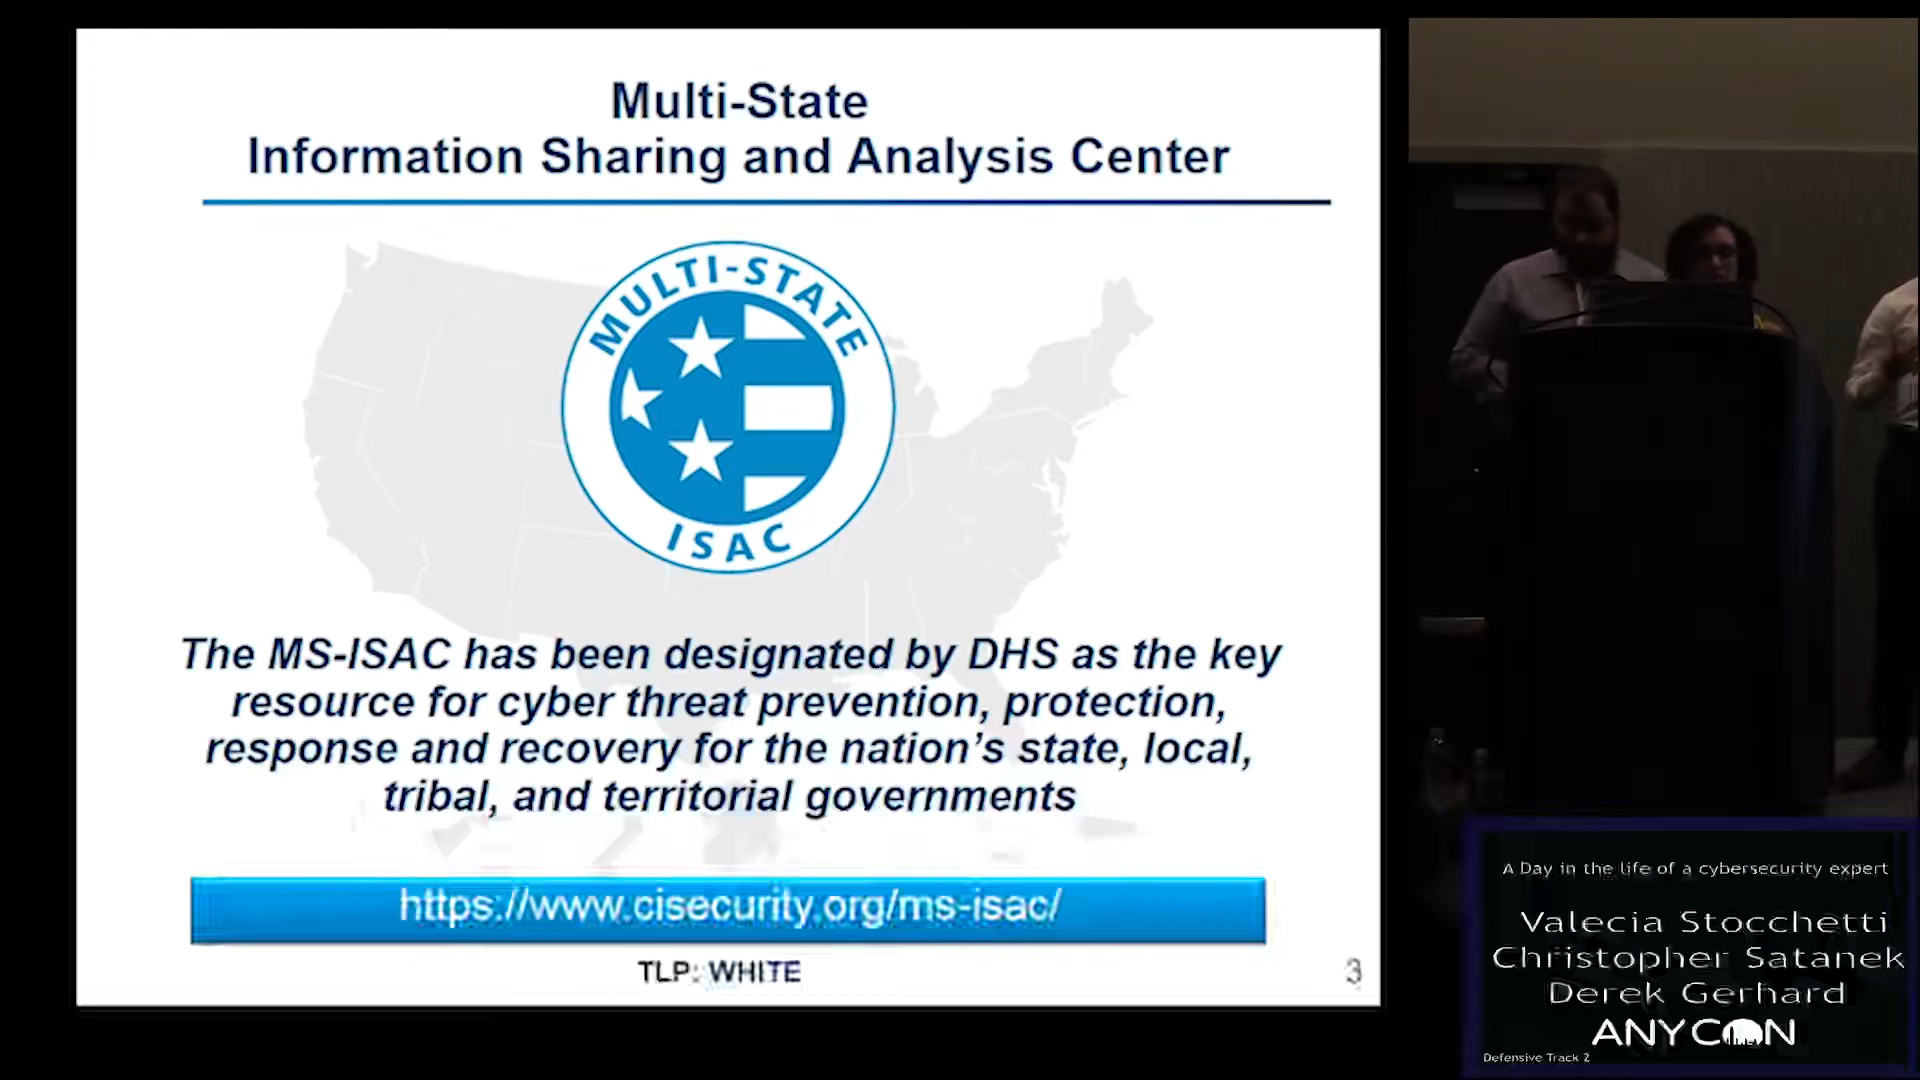 Multi-State
Information Sharing and Analysis Center
MULTI-STATE
ISAC
The MS-ISAC has been designated by DHS as the key
resource for cyber threat prevention, protection,
response and recovery for the nation's state, local,
tribal, and territorial governments
https://www.cisecurity.org/ms-isac/
TLP: WHITE
3
A Day in the life of a cybersecurity expert
Valecia Stocchetti
Christopher Satanek
Derek Gerhard
ANYCON
Defensive Track 2